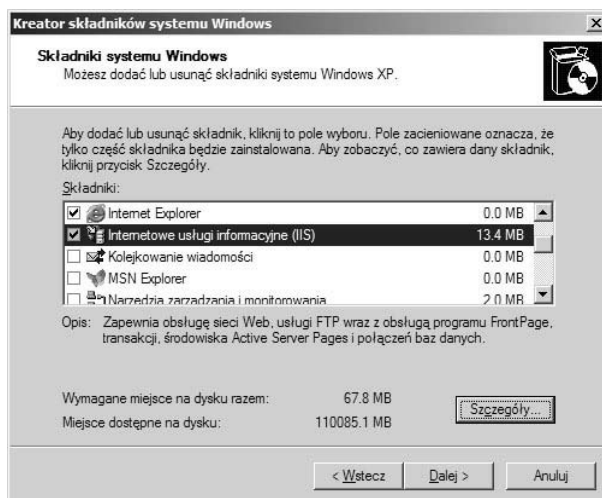 Kreator składników systemu Windows
Składniki systemu Windows
Możesz dodać lub usunąć składniki systemu Windows XP.
Aby dodać lub usunąć składnik, kliknij to pole wyboru. Pole zacieniowane oznacza, że
tylko część składnika będzie zainstalowana. Aby zobaczyć, co zawiera dany składnik,
kliknij przycisk Szczegóły.
Składniki:
Internet Explorer 0.0 MB
Internetowe usługi informacyjne (IIS) 13.4 MB
Kolejkowanie wiadomości 0.0 MB
MSN Explorer 0.0 MB
Narzędzia zarządzania i monitorowania 2.0 MB
Opis: Zapewnia obsługę sieci Web, usługi FTP wraz z obsługą programu FrontPage,
transakcji, środowiska Active Server Pages i połączeń baz danych.
Wymagane miejsce na dysku razem: 67.8 MB
Szczegóły...
Miejsce dostępne na dysku: 110085.1 MB
< Wstecz Dalej > Anuluj